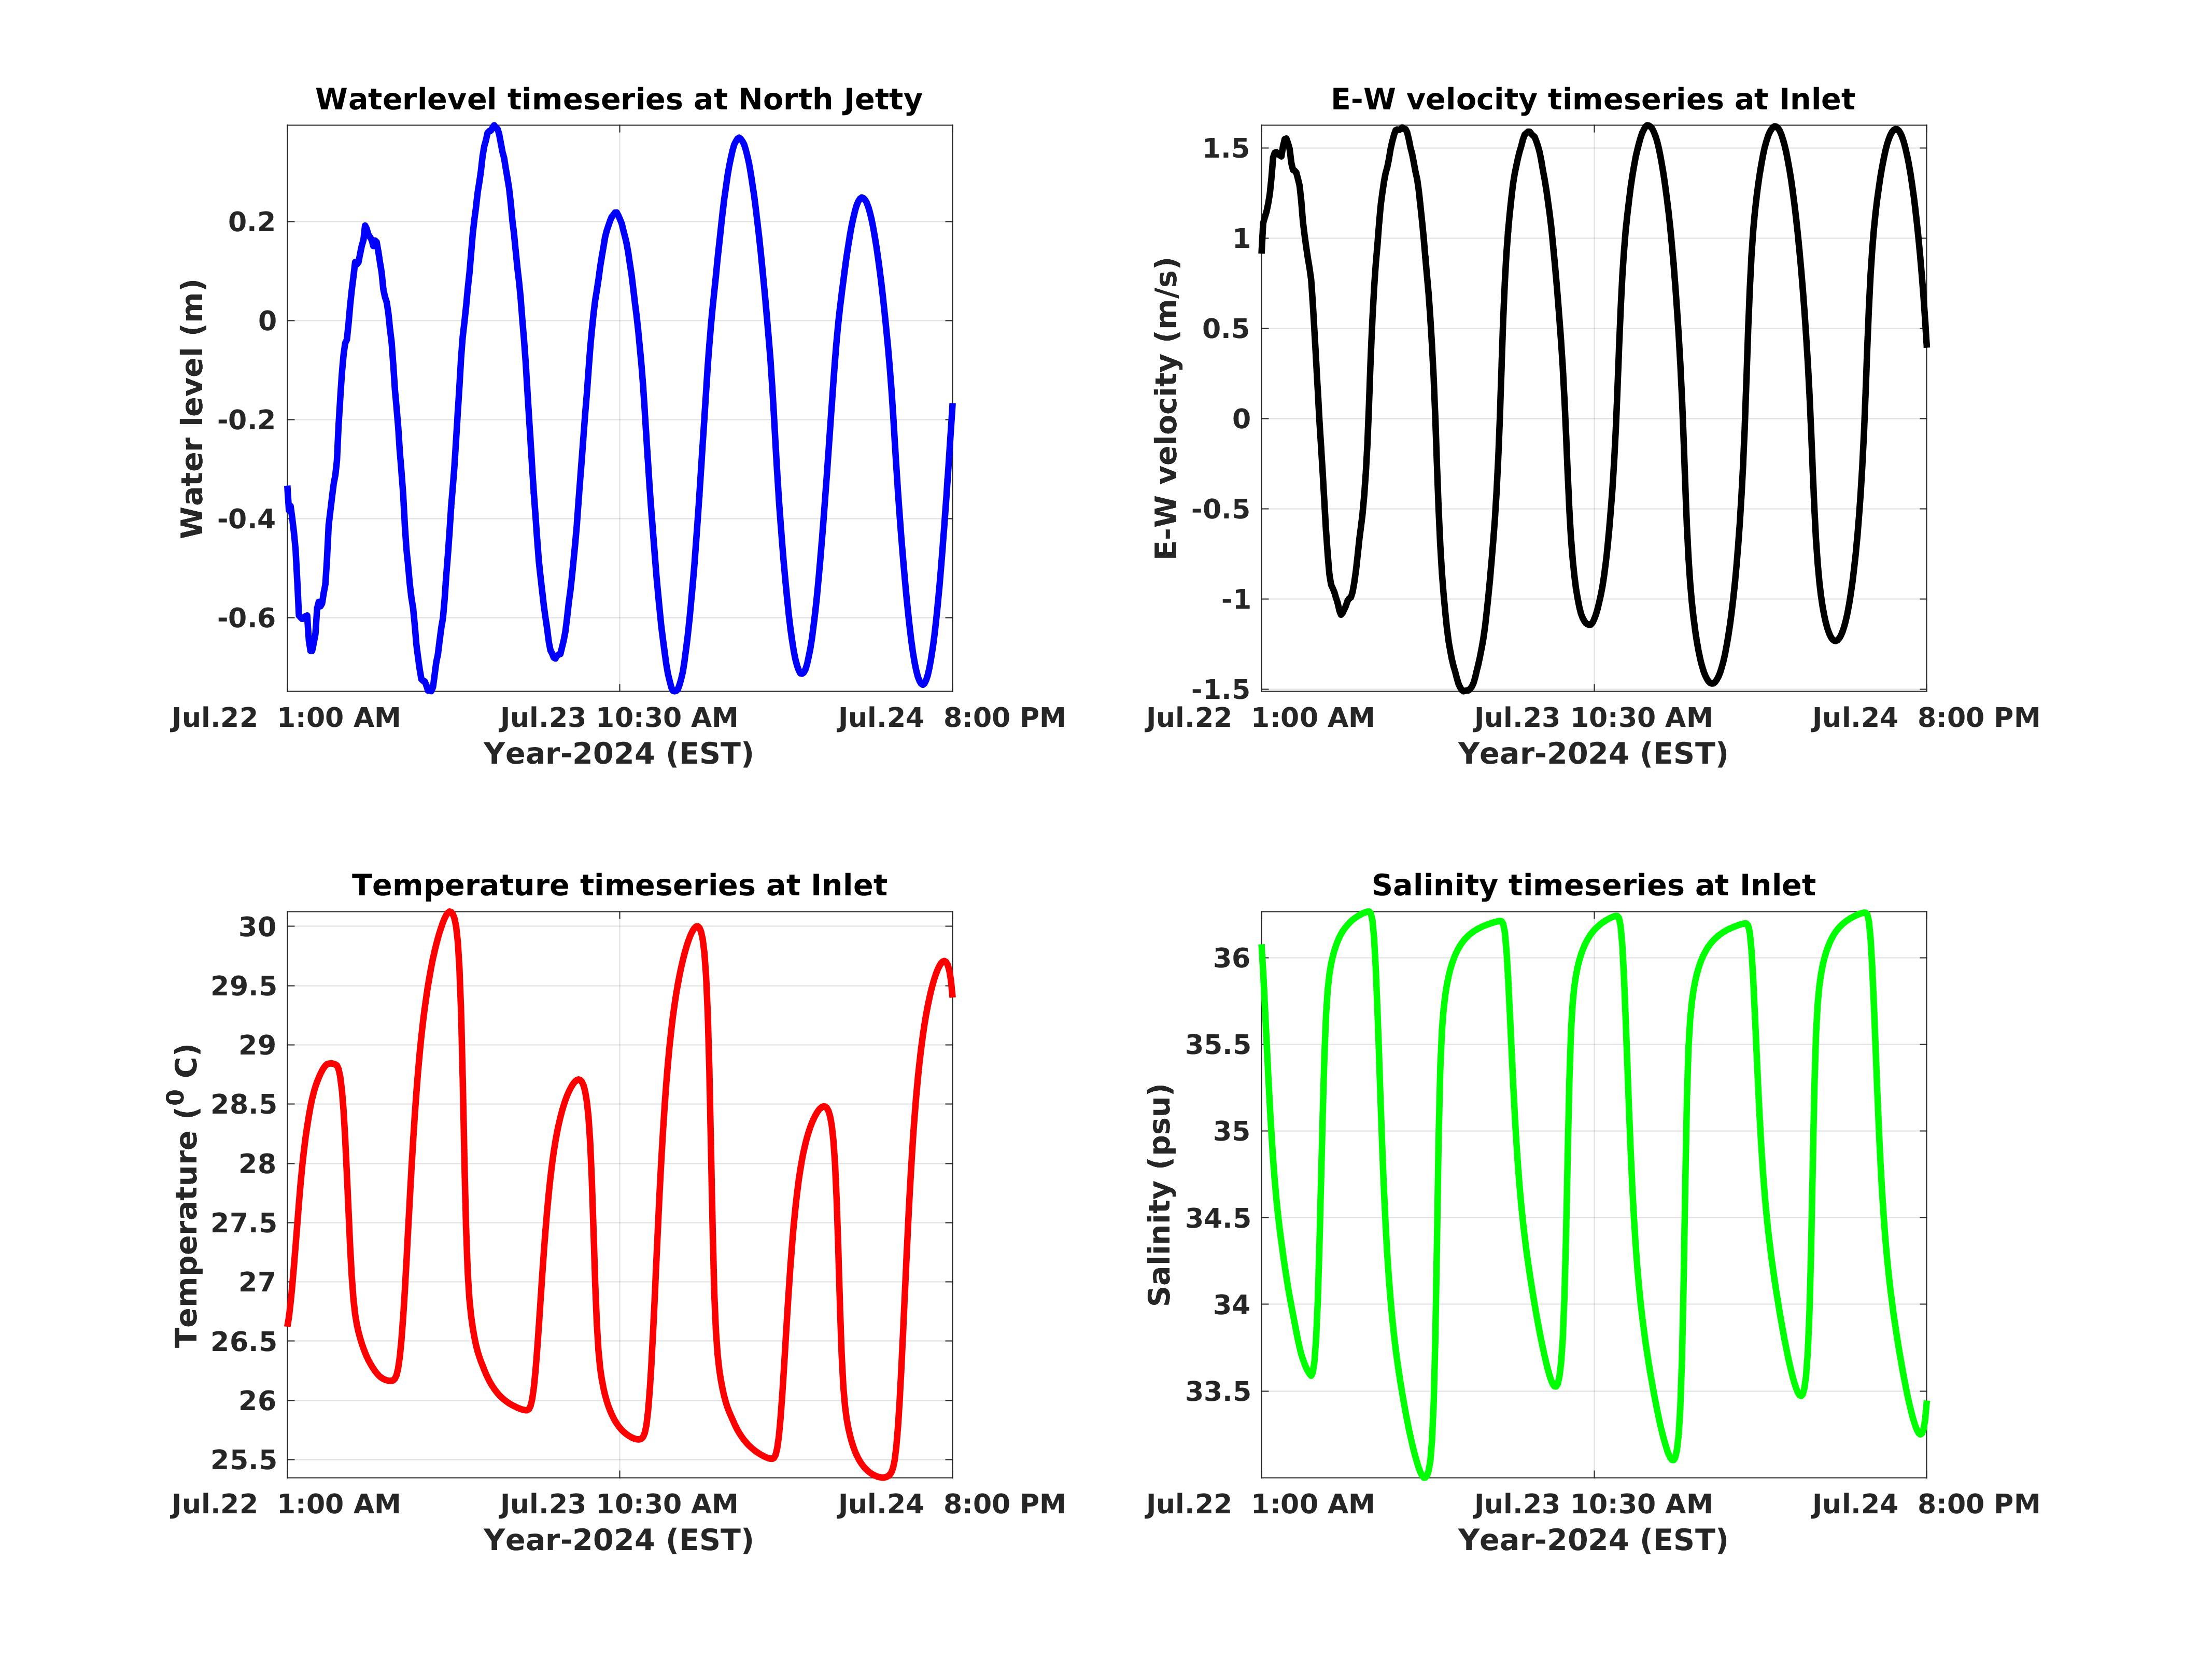 Waterlevel timeseries at North Jetty
0.2
0
-0.2
-0.4
-0.6
Water level (m)
Jul.22 1:00 AM
Jul.23 10:30 AM
Jul.24 8:00 PM
Year-2024 (EST)
E-W velocity timeseries at Inlet
1.5
1
0.5
0
-0.5
-1
-1.5
E-W velocity (m/s)
Jul.22 1:00 AM
Jul.23 10:30 AM
Jul.24 8:00 PM
Year-2024 (EST)
Temperature timeseries at Inlet
30
29.5
29
28.5
28
27.5
27
26.5
26
25.5
Temperature (⁰ C)
Jul.22 1:00 AM
Jul.23 10:30 AM
Jul.24 8:00 PM
Year-2024 (EST)
Salinity timeseries at Inlet
36
35.5
35
34.5
34
33.5
Salinity (psu)
Jul.22 1:00 AM
Jul.23 10:30 AM
Jul.24 8:00 PM
Year-2024 (EST)